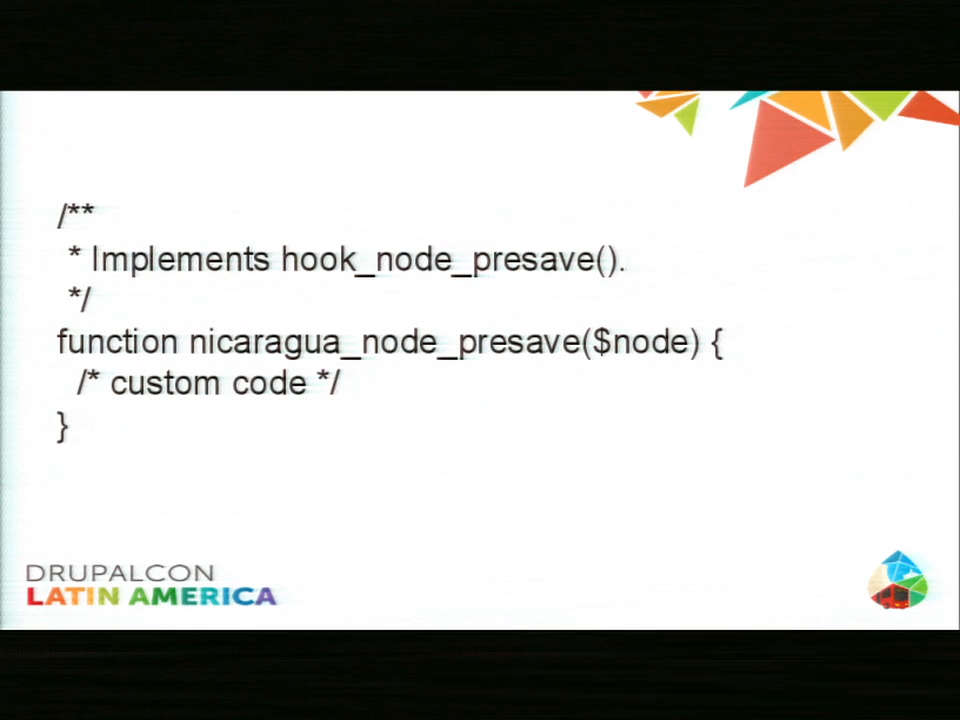 /**
 * Implements hook_node_presave().
 */
function nicaragua_node_presave($node) {
  /* custom code */
}
DRUPALCON
LATIN AMERICA